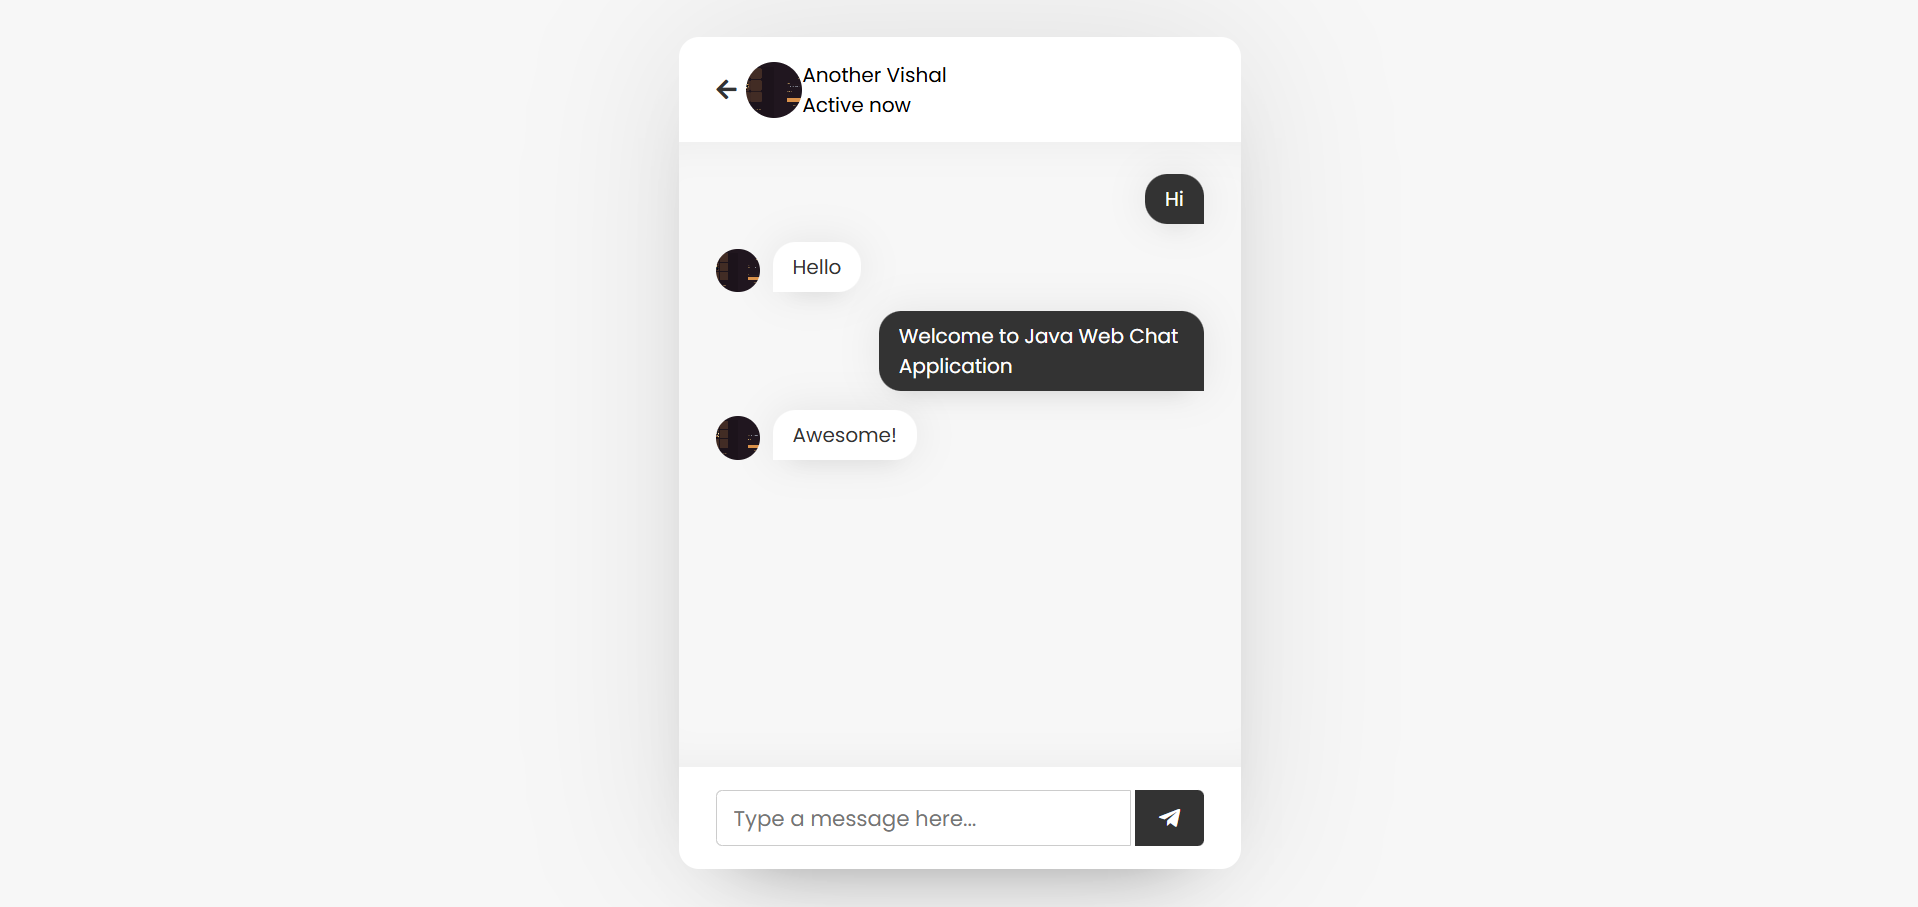 Another Vishal
Active now
Hi
Hello
Welcome to Java Web Chat
Application
Awesome!
Type a message here...